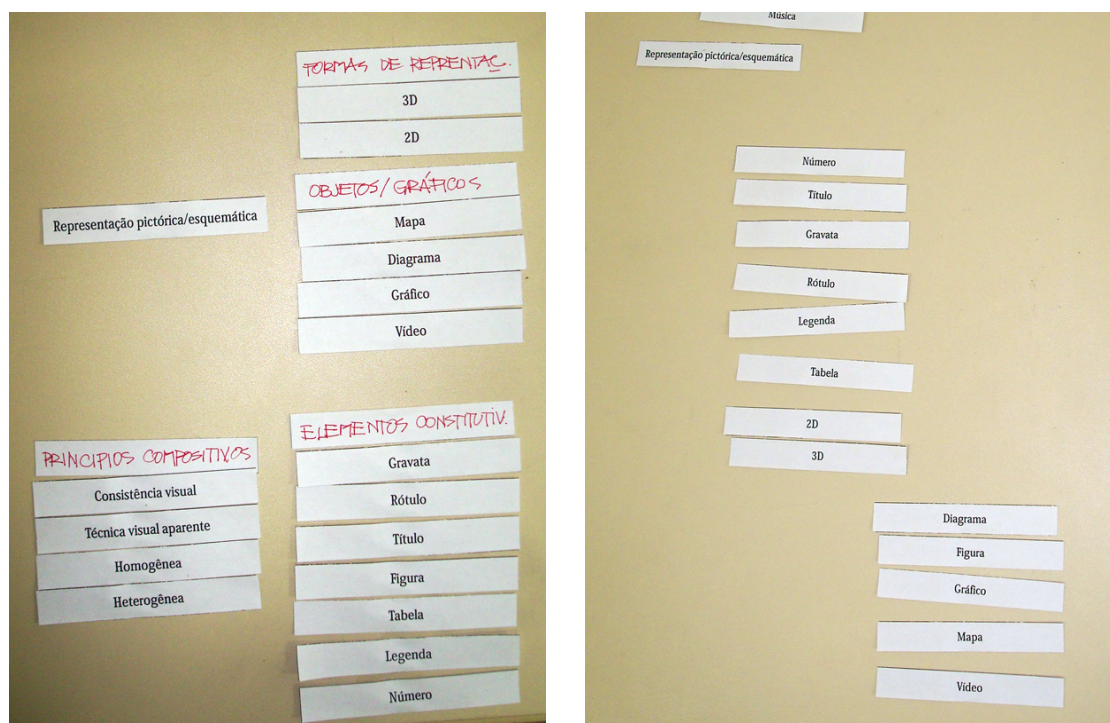 FORMAS DE REPRENTAÇ.
3D
2D
OBJETOS/GRÁFICOS
Representação pictórica/esquemática
Mapa
Diagrama
Gráfico
Vídeo
PRINCIPIOS COMPOSITIVOS
Consistência visual
Técnica visual aparente
Homogênea
Heterogênea
ELEMENTOS CONSTITUTIV.
Gravata
Rótulo
Título
Figura
Tabela
Legenda
Número
Música
Representação pictórica/esquemática
Número
Título
Gravata
Rótulo
Legenda
Tabela
2D
3D
Diagrama
Figura
Gráfico
Mapa
Vídeo